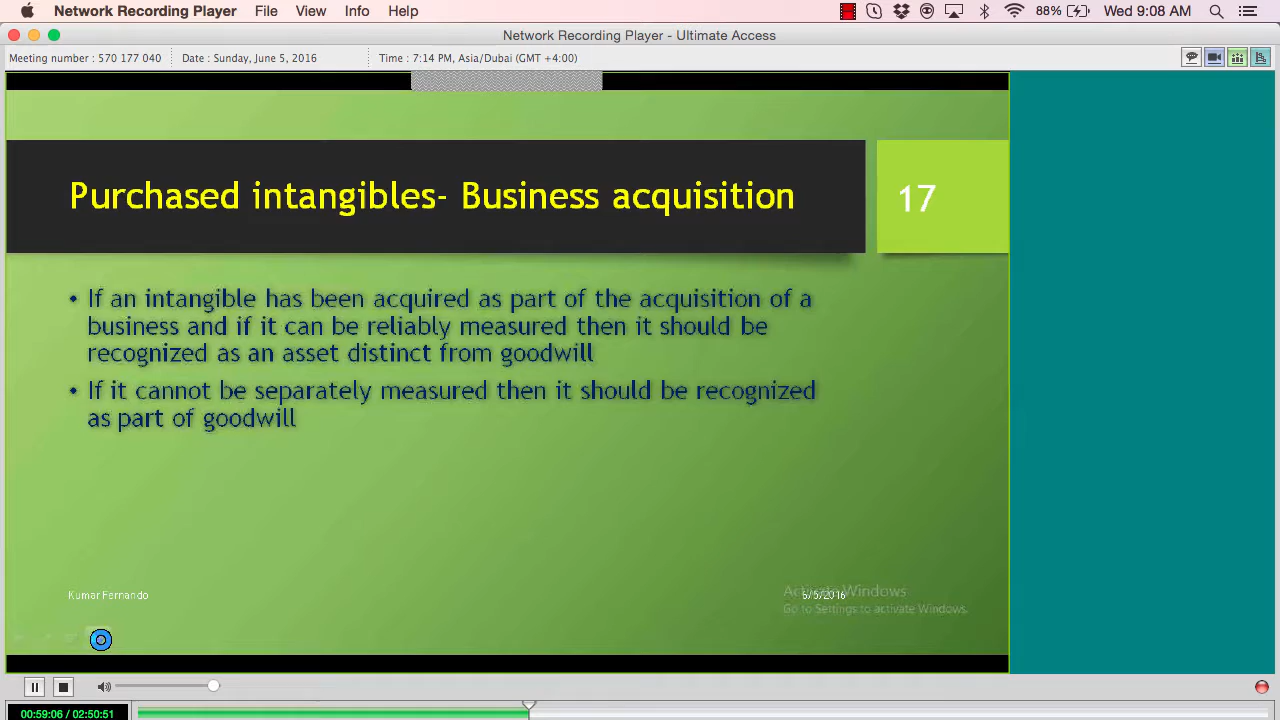 Network Recording Player File View Info Help 88% Wed 9:08 AM
Network Recording Player - Ultimate Access
Meeting number : 570 177 040 Date : Sunday, June 5, 2016 Time : 7:14 PM, Asia/Dubai (GMT +4:00)
Purchased intangibles- Business acquisition
17
• If an intangible has been acquired as part of the acquisition of a
business and if it can be reliably measured then it should be
recognized as an asset distinct from goodwill
• If it cannot be separately measured then it should be recognized
as part of goodwill
Activate Windows
Kumar Fernando 6/5/2016
Go to Settings to activate Windows.
00:59:06 / 02:50:51